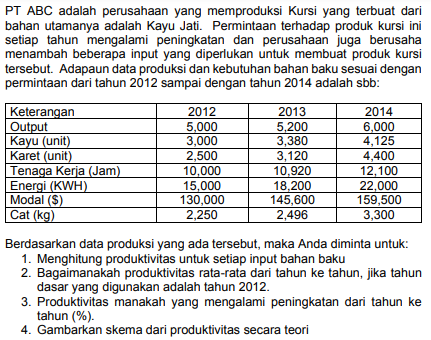 PT ABC adalah perusahaan yang memproduksi Kursi yang terbuat dari
bahan utamanya adalah Kayu Jati. Permintaan terhadap produk kursi ini
setiap tahun mengalami peningkatan dan perusahaan juga berusaha
menambah beberapa input yang diperlukan untuk membuat produk kursi
tersebut. Adapaun data produksi dan kebutuhan bahan baku sesuai dengan
permintaan dari tahun 2012 sampai dengan tahun 2014 adalah sbb:
Keterangan 2012 2013 2014
Output 5,000 5,200 6,000
Kayu (unit) 3,000 3,380 4,125
Karet (unit) 2,500 3,120 4,400
Tenaga Kerja (Jam) 10,000 10,920 12,100
Energi (KWH) 15,000 18,200 22,000
Modal ($) 130,000 145,600 159,500
Cat (kg) 2,250 2,496 3,300
Berdasarkan data produksi yang ada tersebut, maka Anda diminta untuk:
1. Menghitung produktivitas untuk setiap input bahan baku
2. Bagaimanakah produktivitas rata-rata dari tahun ke tahun, jika tahun
dasar yang digunakan adalah tahun 2012.
3. Produktivitas manakah yang mengalami peningkatan dari tahun ke
tahun (%).
4. Gambarkan skema dari produktivitas secara teori